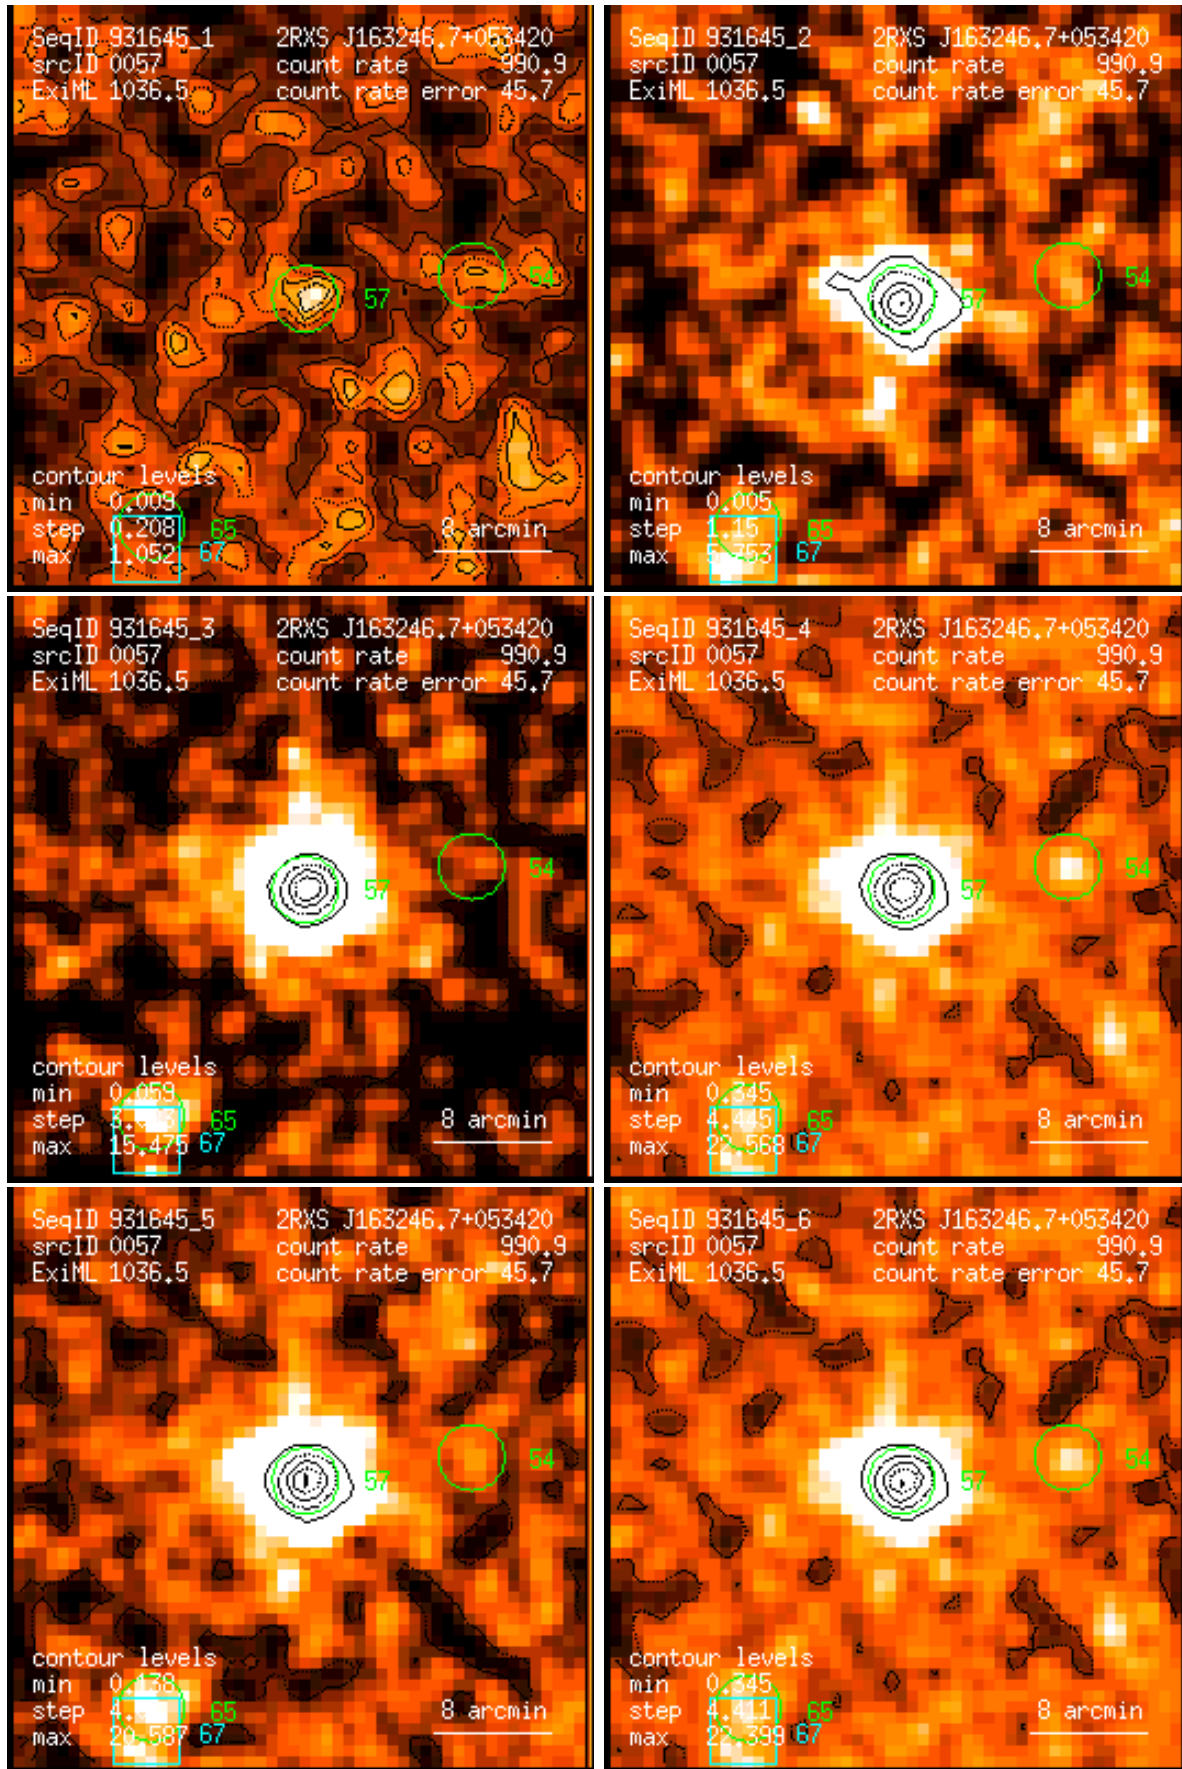 SeqID 931645_1 2RXS J163246.7+053420
srcID 0057 count rate 990.9
ExiML 1036.5 count rate error 45.7
54
57
contour levels
min 0.009
step 0.208 65 8 arcmin
max 1.052 67
SeqID 931645_2 2RXS J163246.7+053420
srcID 0057 count rate 990.9
ExiML 1036.5 count rate error 45.7
54
57
contour levels
min 0.005
step 1.15 65 8 arcmin
max 5.753 67
SeqID 931645_3 2RXS J163246.7+053420
srcID 0057 count rate 990.9
ExiML 1036.5 count rate error 45.7
54
57
contour levels
min 0.059
step 65 8 arcmin
max 15.475 67
SeqID 931645_4 2RXS J163246.7+053420
srcID 0057 count rate 990.9
ExiML 1036.5 count rate error 45.7
54
57
contour levels
min 0.345
step 4.445 65 8 arcmin
max 22.568 67
SeqID 931645_5 2RXS J163246.7+053420
srcID 0057 count rate 990.9
ExiML 1036.5 count rate error 45.7
54
57
contour levels
min 0.138
step 65 8 arcmin
max 20.587 67
SeqID 931645_6 2RXS J163246.7+053420
srcID 0057 count rate 990.9
ExiML 1036.5 count rate error 45.7
54
57
contour levels
min 0.345
step 4.411 65 8 arcmin
max 22.399 67